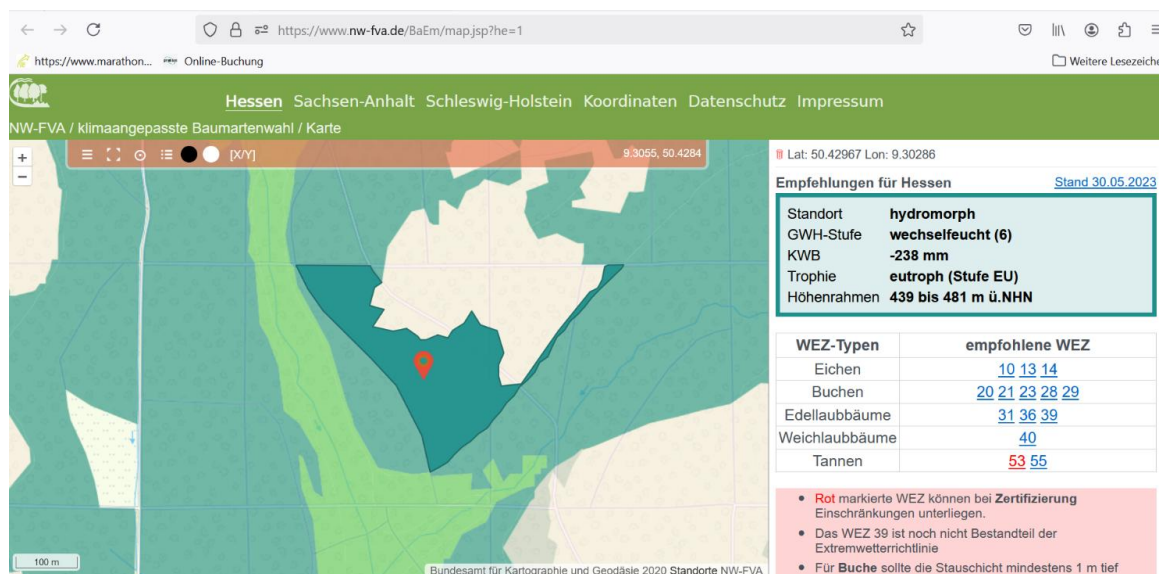 https://www.nw-fva.de/BaEm/map.jsp?he=1
https://www.marathon... Online-Buchung Weitere Lesezeiche
Hessen Sachsen-Anhalt Schleswig-Holstein Koordinaten Datenschutz Impressum
NW-FVA / klimaangepasste Baumartenwahl / Karte
+ [X/Y] 9.3055, 50.4284
−
Lat: 50.42967 Lon: 9.30286
Empfehlungen für Hessen Stand 30.05.2023
Standort hydromorph
GWH-Stufe wechselfeucht (6)
KWB -238 mm
Trophie eutroph (Stufe EU)
Höhenrahmen 439 bis 481 m ü.NHN
WEZ-Typen empfohlene WEZ
Eichen 10 13 14
Buchen 20 21 23 28 29
Edellaubbäume 31 36 39
Weichlaubbäume 40
Tannen 53 55
• Rot markierte WEZ können bei Zertifizierung
Einschränkungen unterliegen.
• Das WEZ 39 ist noch nicht Bestandteil der
Extremwetterrichtlinie
• Für Buche sollte die Stauschicht mindestens 1 m tief
100 m
Bundesamt für Kartographie und Geodäsie 2020 Standorte NW-FVA